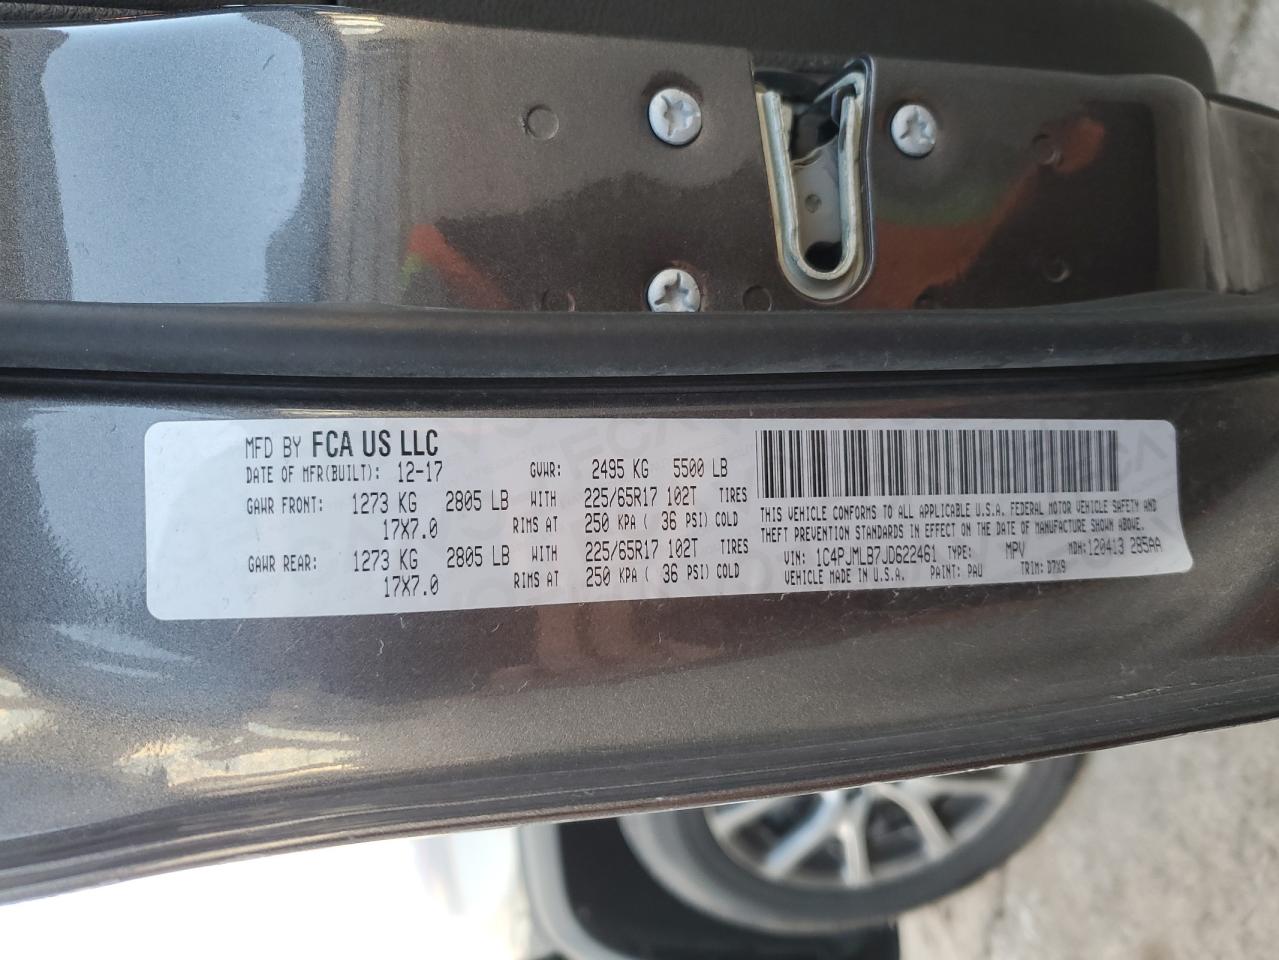 MFD BY FCA US LLC
DATE OF MFR(BUILT): 12-17 GVWR: 2495 KG 5500 LB
GAWR FRONT: 1273 KG 2805 LB WITH 225/65R17 102T TIRES
17X7.0 RIMS AT 250 KPA ( 36 PSI) COLD
GAWR REAR: 1273 KG 2805 LB WITH 225/65R17 102T TIRES
17X7.0 RIMS AT 250 KPA ( 36 PSI) COLD
THIS VEHICLE CONFORMS TO ALL APPLICABLE U.S.A. FEDERAL MOTOR VEHICLE SAFETY AND
THEFT PREVENTION STANDARDS IN EFFECT ON THE DATE OF MANUFACTURE SHOWN ABOVE.
VIN: 1C4PJMLB7JD622461 TYPE: MPV MDH: 120413 285AA
VEHICLE MADE IN U.S.A. PAINT: PAU TRIM: D7X9